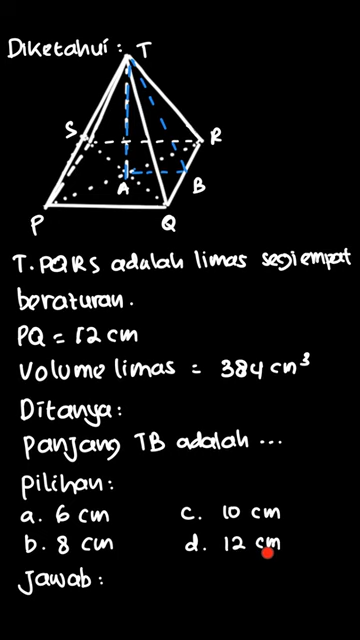 Diketahui:
T
S
R
A
B
P
Q
T.PQRS adalah limas segiempat
beraturan.
PQ = 12 cm
Volume limas = 384 cm³
Ditanya:
Panjang TB adalah ...
Pilihan:
a. 6 cm c. 10 cm
b. 8 cm d. 12 cm
Jawab: